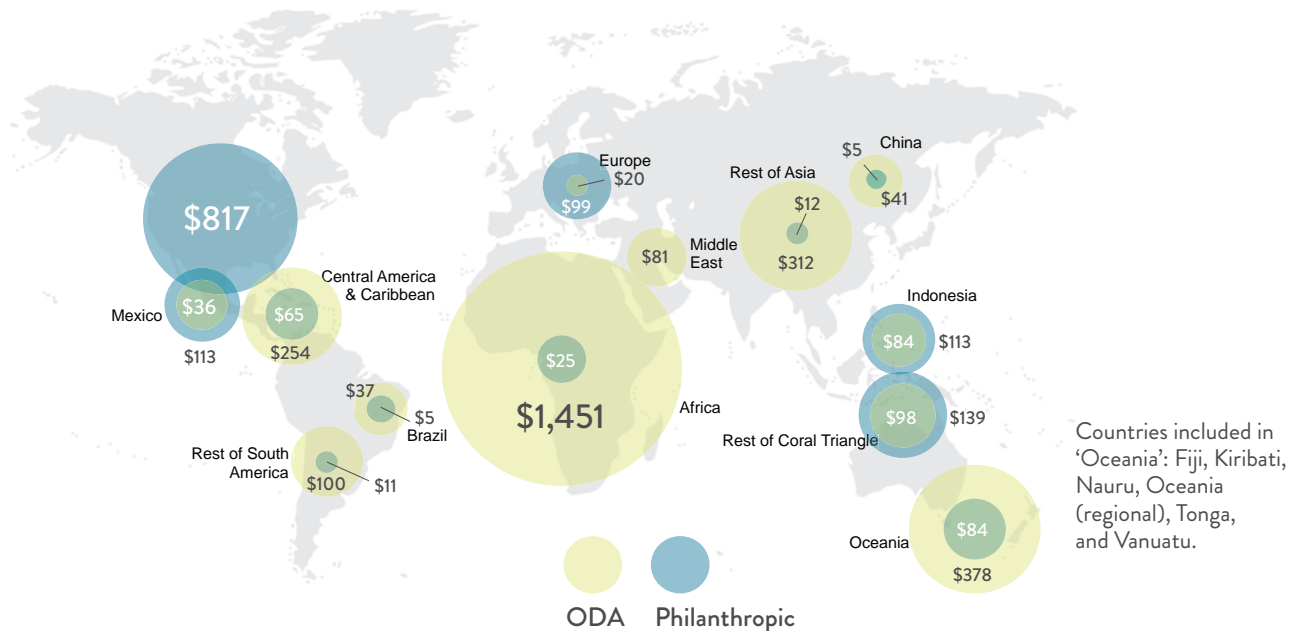 $817
Mexico
$36
$113
Central America
& Caribbean
$65
$254
$37
$5
Brazil
Rest of South
America
$100
$11
Europe
$20
$99
$81
Middle
East
$25
$1,451
Africa
Rest of Asia
$12
$312
China
$5
$41
Indonesia
$84
$113
$98
$139
Rest of Coral Triangle
Oceania
$84
$378
Countries included in
‘Oceania’: Fiji, Kiribati,
Nauru, Oceania
(regional), Tonga,
and Vanuatu.
ODA
Philanthropic